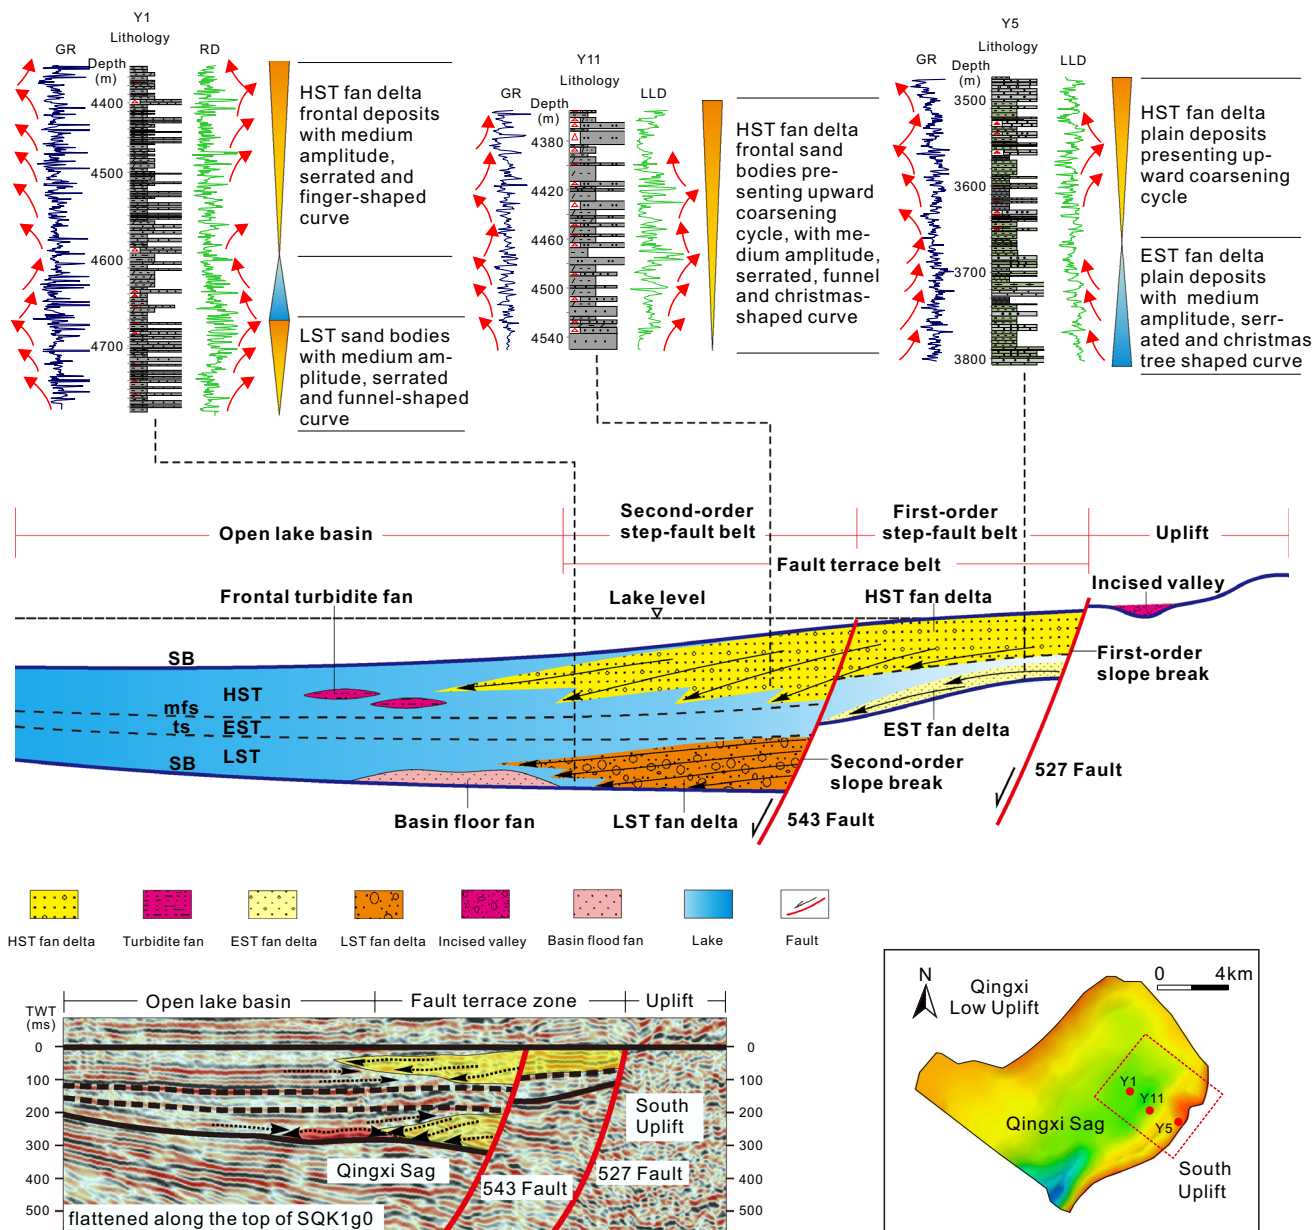 Y1
Lithology
GR
RD
Depth
(m)
4400
4500
4600
4700
HST fan delta
frontal deposits
with medium
amplitude,
serrated and
finger-shaped
curve
LST sand bodies
with medium am-
plitude, serrated
and funnel-shaped
curve
Y11
Lithology
GR
LLD
Depth
(m)
4380
4420
4460
4500
4540
HST fan delta
frontal sand
bodies pre-
senting upward
coarsening
cycle, with me-
dium amplitude,
serrated, funnel
and christmas-
shaped curve
Y5
Lithology
GR
LLD
Depth
(m)
3500
3600
3700
3800
HST fan delta
plain deposits
presenting up-
ward coarsening
cycle
EST fan delta
plain deposits
with medium
amplitude, serr-
ated and christmas
tree shaped curve
Open lake basin
Second-order
step-fault belt
First-order
step-fault belt
Uplift
Fault terrace belt
Frontal turbidite fan
Lake level
HST fan delta
Incised valley
SB
HST
mfs
ts
EST
LST
SB
First-order
slope break
EST fan delta
Second-order
slope break
527 Fault
Basin floor fan
LST fan delta
543 Fault
HST fan delta
Turbidite fan
EST fan delta
LST fan delta
Incised valley
Basin flood fan
Lake
Fault
TWT
(ms)
Open lake basin
Fault terrace zone
Uplift
0
100
200
300
400
500
0
100
200
300
400
500
South
Uplift
Qingxi Sag
543 Fault
527 Fault
flattened along the top of SQK1g0
N
Qingxi
Low Uplift
0
4km
Y1
Y11
Y5
Qingxi Sag
South
Uplift